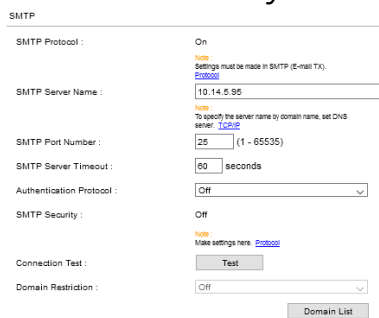 SMTP
SMTP Protocol : On
Note :
Settings must be made in SMTP (E-mail TX).
Protocol
SMTP Server Name : 10.14.5.95
Note :
To specify the server name by domain name, set DNS
server. TCP/IP
SMTP Port Number : 25 (1 - 65535)
SMTP Server Timeout : 60 seconds
Authentication Protocol : Off
SMTP Security : Off
Note :
Make settings here. Protocol
Connection Test : Test
Domain Restriction : Off
Domain List